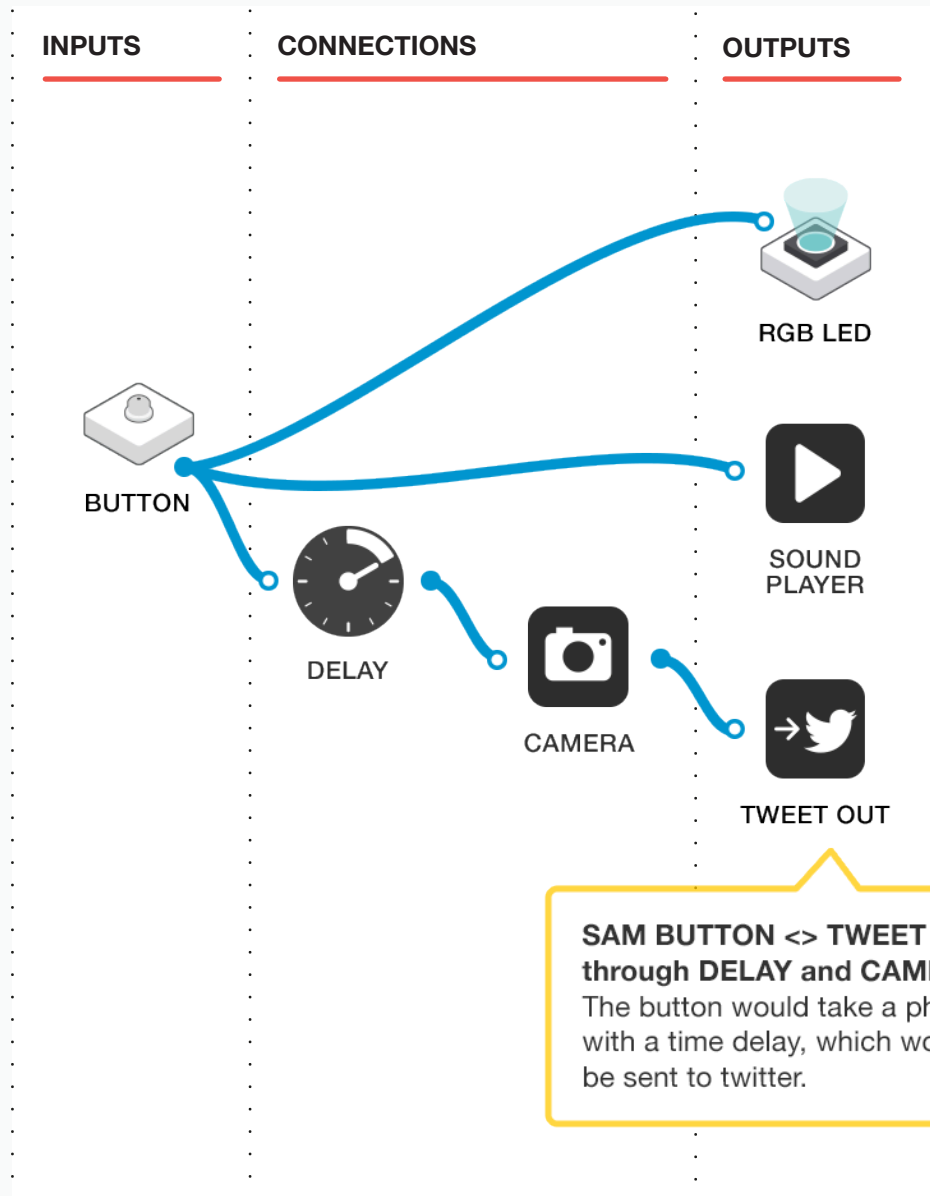 INPUTS
CONNECTIONS
OUTPUTS
RGB LED
BUTTON
SOUND
PLAYER
DELAY
CAMERA
TWEET OUT
SAM BUTTON <> TWEET
through DELAY and
The button would take a
with a time delay, which
be sent to twitter.